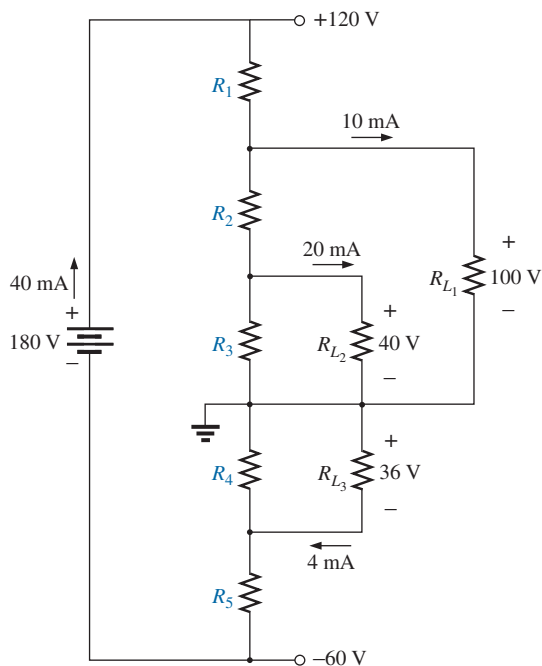 +120 V
R1
10 mA
R2
20 mA
+
40 mA
+
180 V
−
RL1
100 V
−
R3
+
RL2
40 V
−
+
R4
RL3
36 V
−
4 mA
R5
−60 V